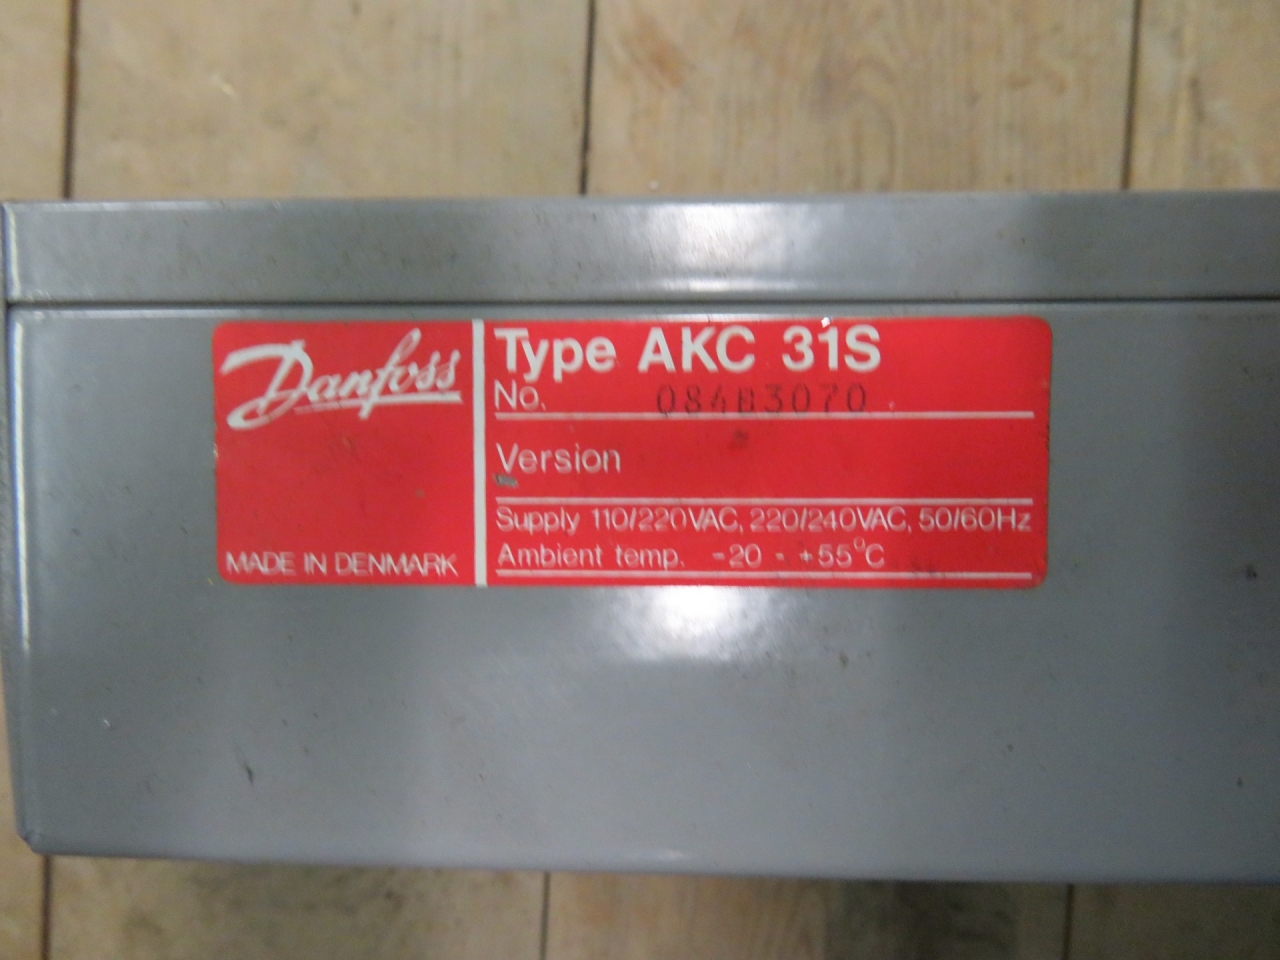 Danfoss
MADE IN DENMARK
Type AKC 31S
No. 084B3070
Version
Supply 110/220VAC, 220/240VAC, 50/60Hz
Ambient temp. -20 - +55°C